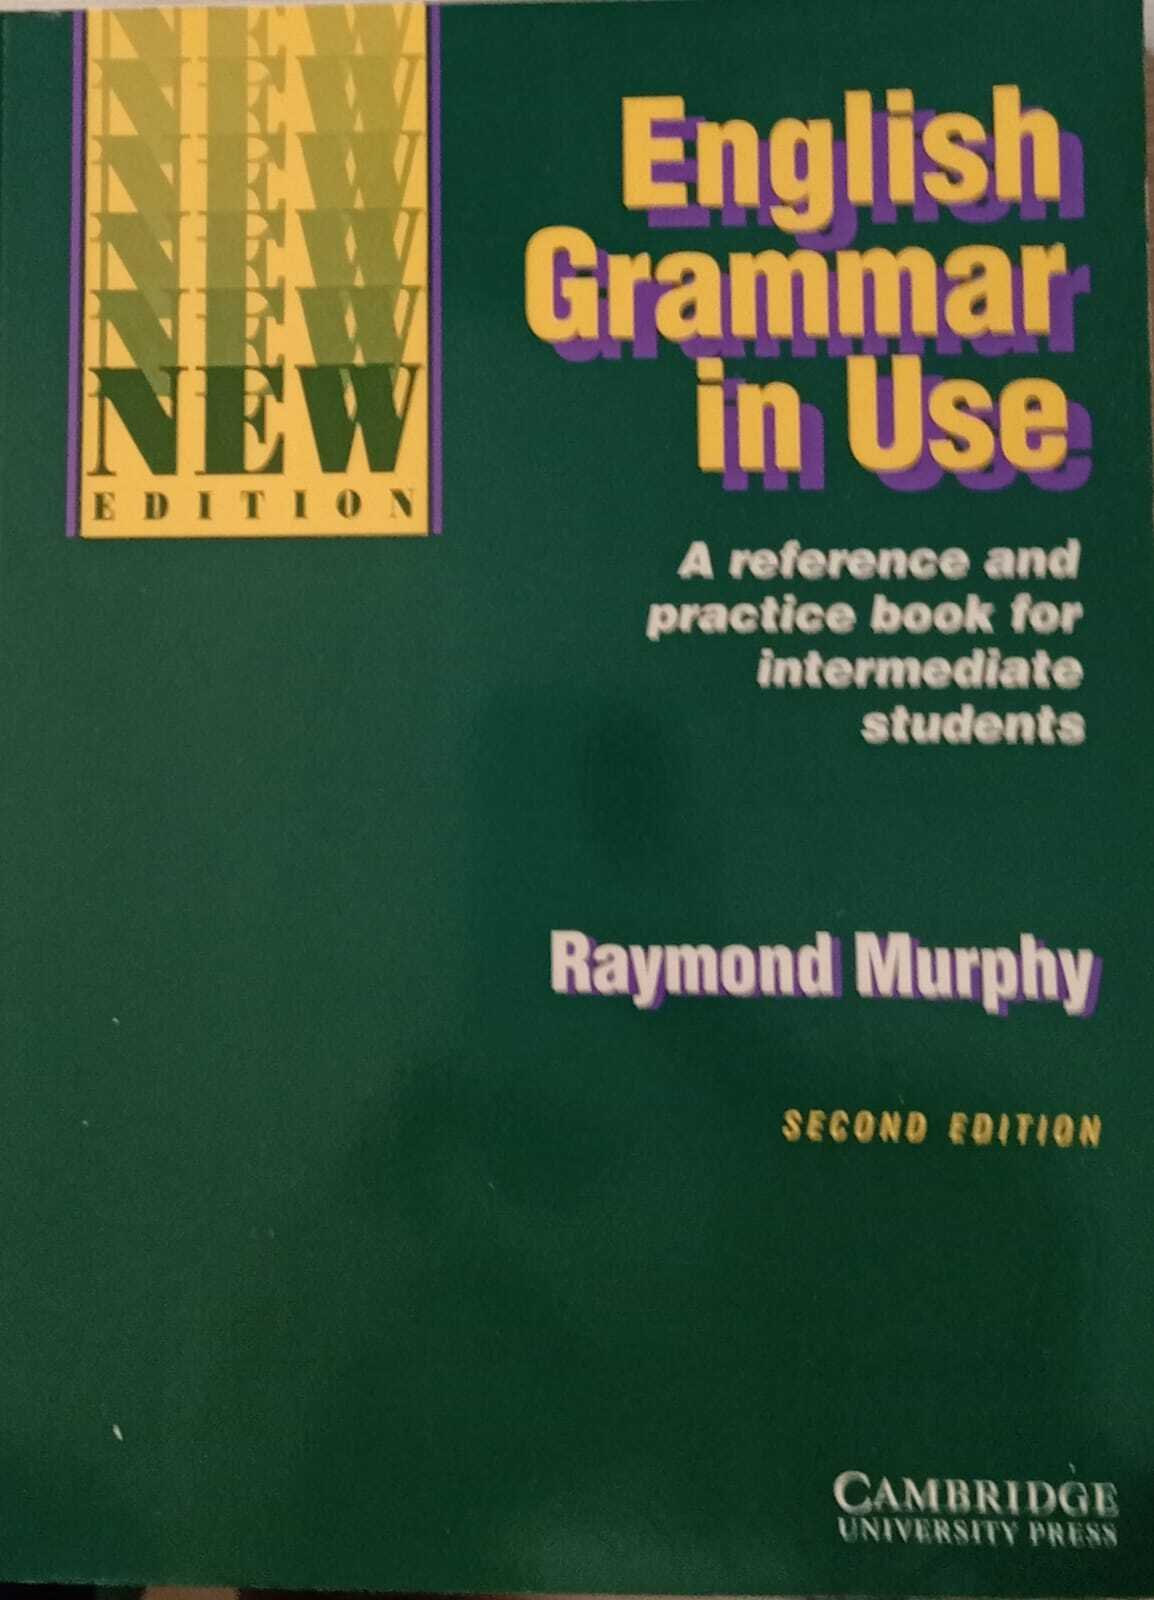 NEW
NEW
NEW
NEW
NEW
NEW
EDITION
English
Grammar
in Use
A reference and
practice book for
intermediate
students
Raymond Murphy
SECOND EDITION
CAMBRIDGE
UNIVERSITY PRESS